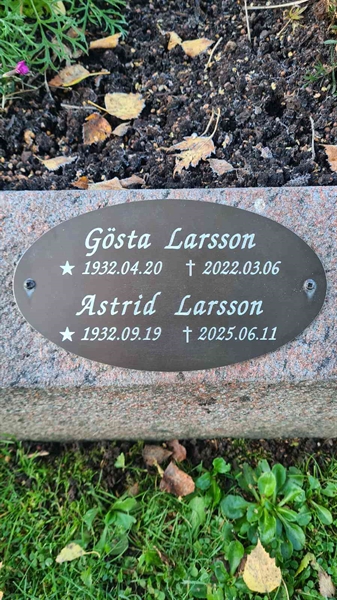 Gösta Larsson
★ 1932.04.20 † 2022.03.06
Astrid Larsson
★ 1932.09.19 † 2025.06.11